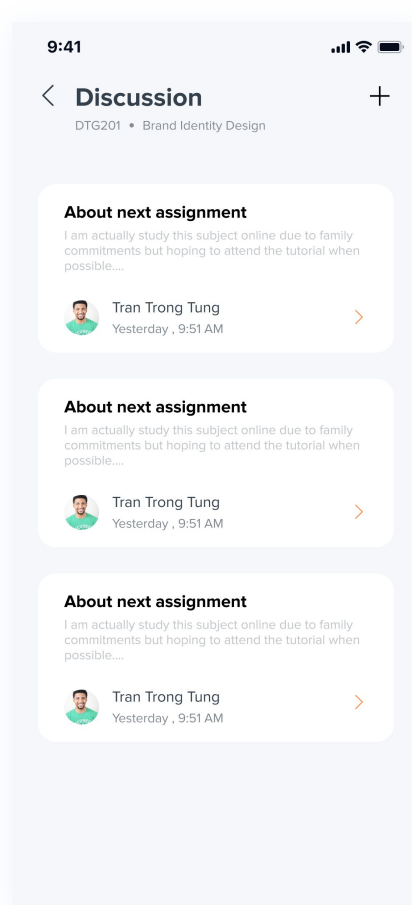 9:41
Discussion
DTG201 • Brand Identity Design
About next assignment
I am actually study this subject online due to family
commitments but hoping to attend the tutorial when
possible....
Tran Trong Tung
Yesterday , 9:51 AM
About next assignment
I am actually study this subject online due to family
commitments but hoping to attend the tutorial when
possible....
Tran Trong Tung
Yesterday , 9:51 AM
About next assignment
I am actually study this subject online due to family
commitments but hoping to attend the tutorial when
possible....
Tran Trong Tung
Yesterday , 9:51 AM